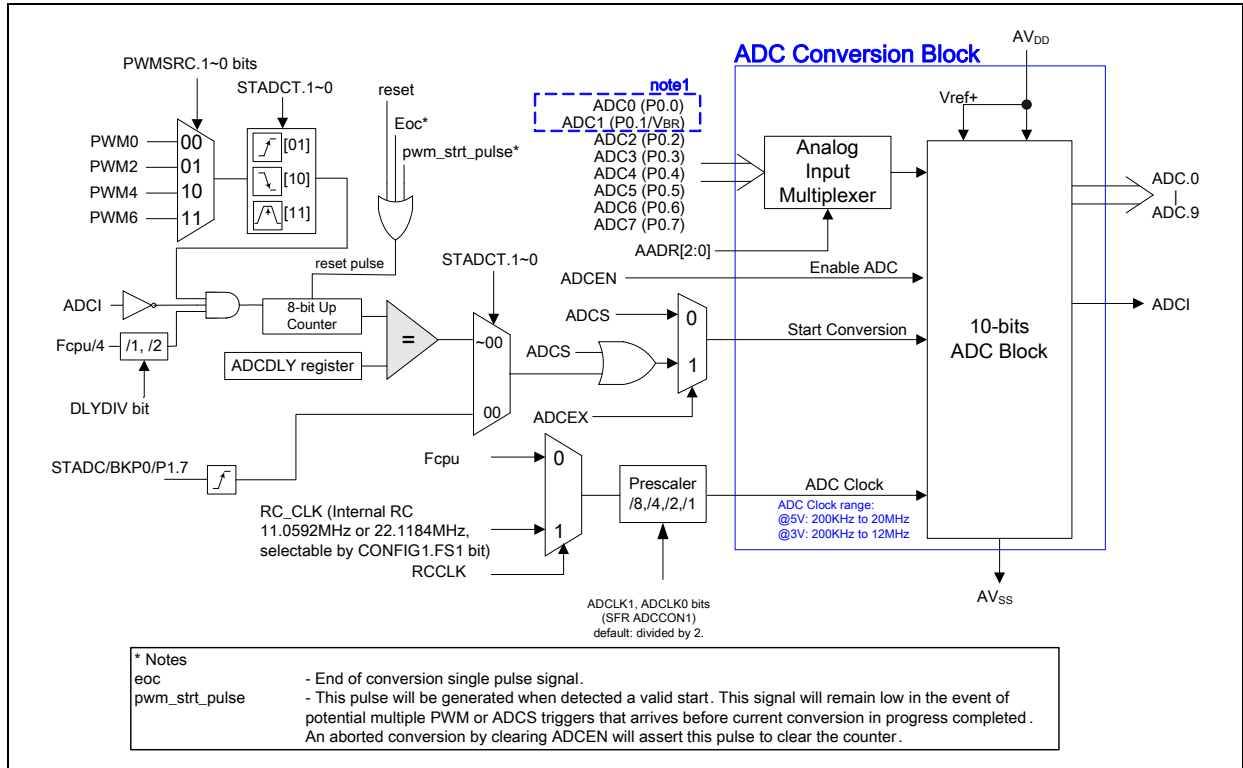 ADC Conversion Block
AVDD
PWMSRC.1~0 bits
STADCT.1~0
reset
Eoc*
pwm_strt_pulse*
note1
ADC0 (P0.0)
ADC1 (P0.1/VBR)
ADC2 (P0.2)
ADC3 (P0.3)
ADC4 (P0.4)
ADC5 (P0.5)
ADC6 (P0.6)
ADC7 (P0.7)
Vref+
PWM0
PWM2
PWM4
PWM6
00
01
10
11
[01]
[10]
[11]
Analog
Input
Multiplexer
AADR[2:0]
ADC.0
ADC.9
reset pulse
STADCT.1~0
ADCEN
Enable ADC
ADCI
8-bit Up
Counter
Fcpu/4
/1, /2
DLYDIV bit
ADCDLY register
=
~00
00
ADCS
ADCS
0
1
ADCEX
Start Conversion
10-bits
ADC Block
ADCI
STADC/BKP0/P1.7
Fcpu
RC_CLK (Internal RC
11.0592MHz or 22.1184MHz,
selectable by CONFIG1.FS1 bit)
RCCLK
0
1
Prescaler
/8,/4,/2,/1
ADC Clock
ADC Clock range:
@5V: 200KHz to 20MHz
@3V: 200KHz to 12MHz
ADCLK1, ADCLK0 bits
(SFR ADCCON1)
default: divided by 2.
AVSS
* Notes
eoc - End of conversion single pulse signal.
pwm_strt_pulse - This pulse will be generated when detected a valid start. This signal will remain low in the event of
potential multiple PWM or ADCS triggers that arrives before current conversion in progress completed.
An aborted conversion by clearing ADCEN will assert this pulse to clear the counter.